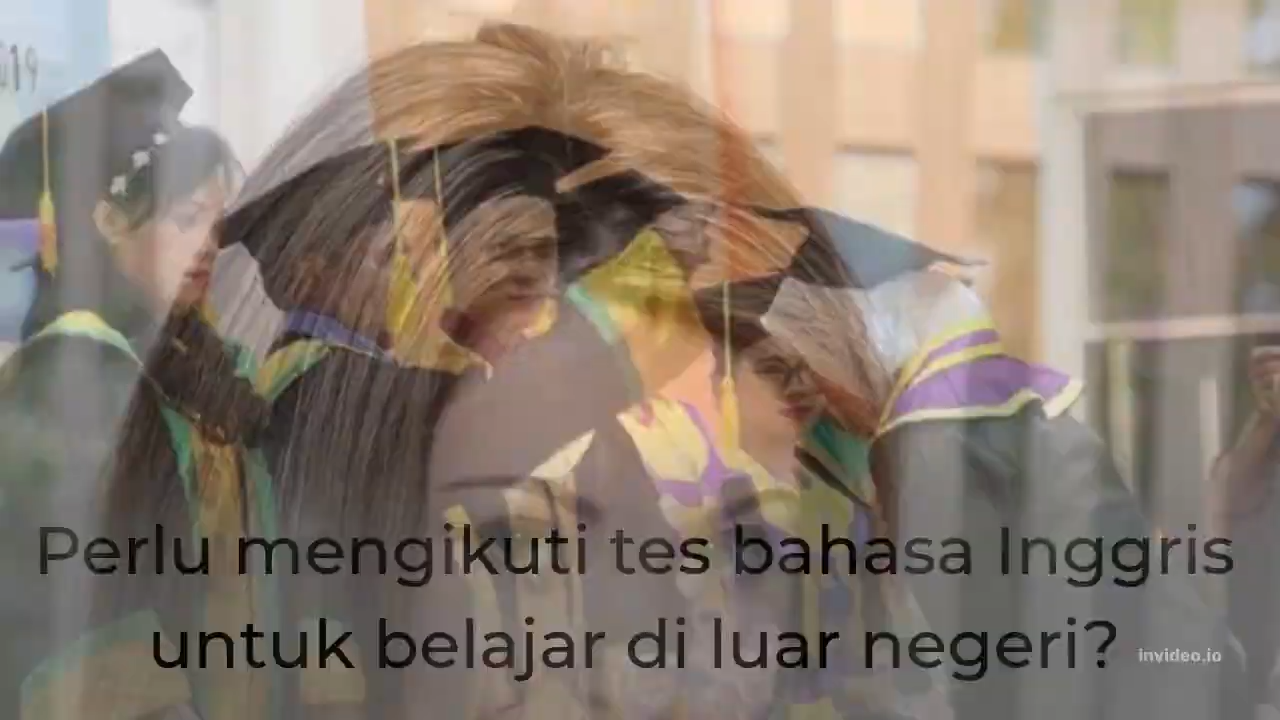 Perlu mengikuti tes bahasa Inggris
untuk belajar di luar negeri?
invideo.io